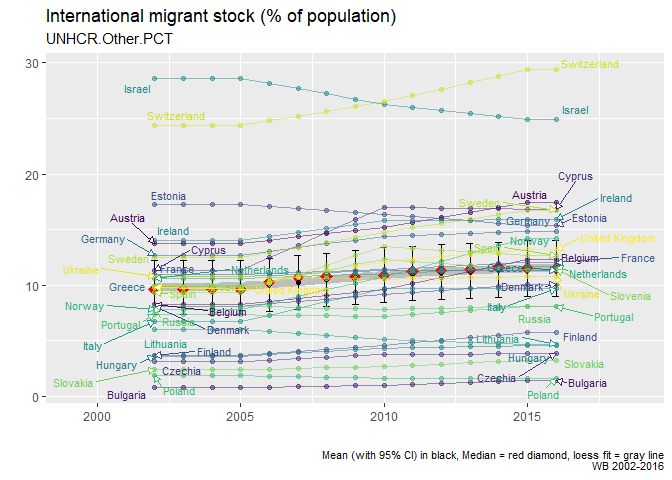 International migrant stock (% of population)
UNHCR.Other.PCT
30
20
10
0
Switzerland
Israel
Switzerland
Israel
Cyprus
Estonia
Austria
Ireland
Sweden
Austria
Estonia
Germany
Ireland
Germany
United Kingdom
Cyprus
Norway
Spain
France
Sweden
Belgium
Ukraine
France
Netherlands
Greece
Netherlands
Greece
Spain
United Kingdom
Denmark
Ukraine
Slovenia
Norway
Belgium
Italy
Portugal
Russia
Denmark
Russia
Portugal
Italy
Lithuania
Lithuania
Finland
Finland
Hungary
Hungary
Slovakia
Czechia
Czechia
Slovakia
Bulgaria
Poland
Poland
Bulgaria
2000
2005
2010
2015
Mean (with 95% CI) in black, Median = red diamond, loess fit = gray line
WB 2002-2016